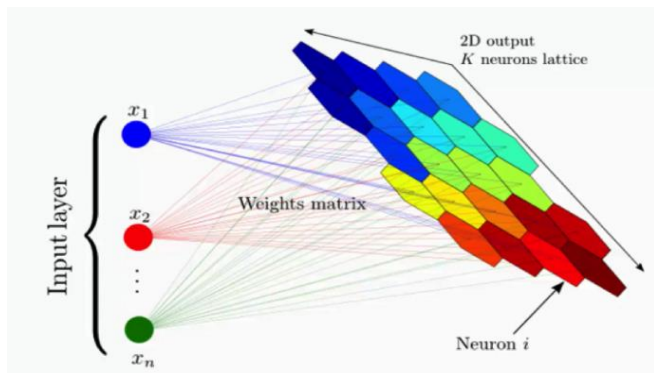 2D output
K neurons lattice
x₁
Input layer
x₂
Weights matrix
⋮
xₙ
Neuron i